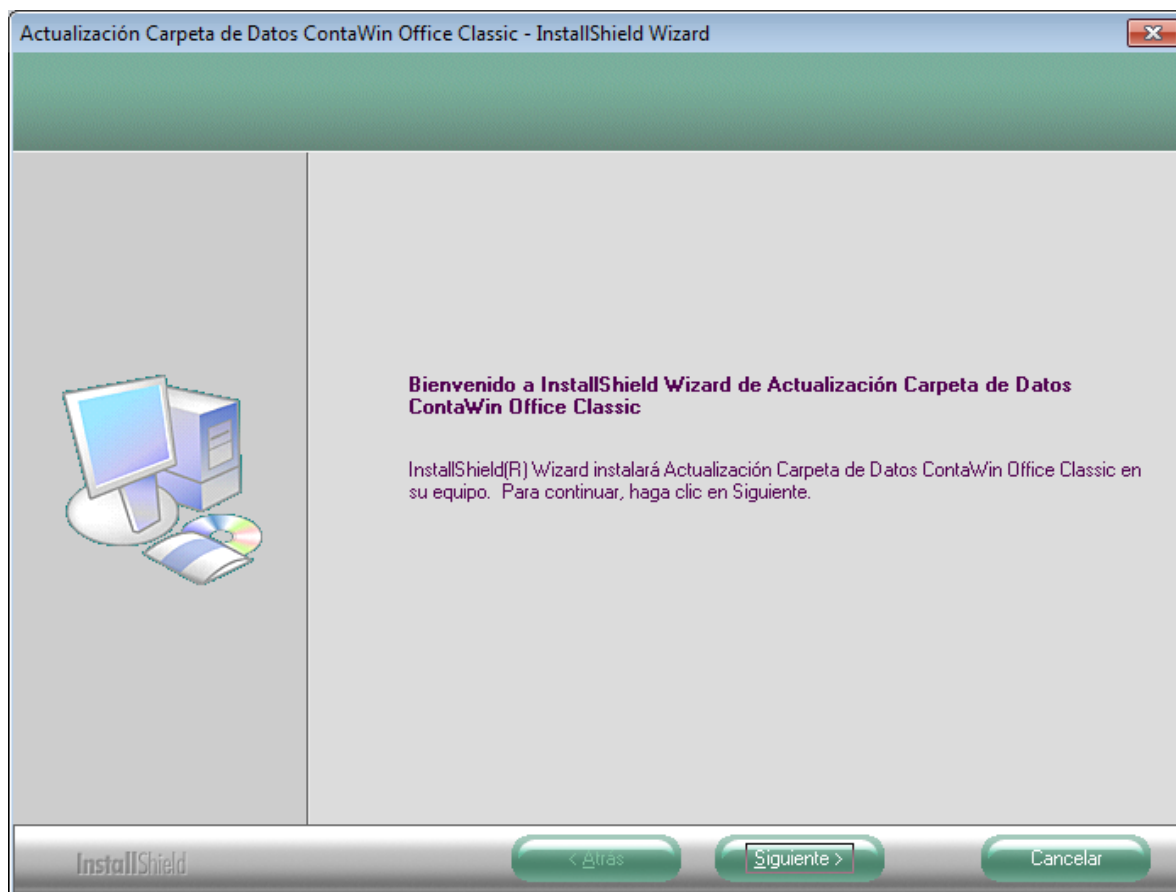 Actualización Carpeta de Datos ContaWin Office Classic - InstallShield Wizard
Bienvenido a InstallShield Wizard de Actualización Carpeta de Datos
ContaWin Office Classic
InstallShield(R) Wizard instalará Actualización Carpeta de Datos ContaWin Office Classic en
su equipo.  Para continuar, haga clic en Siguiente.
InstallShield
< Atrás
Siguiente >
Cancelar